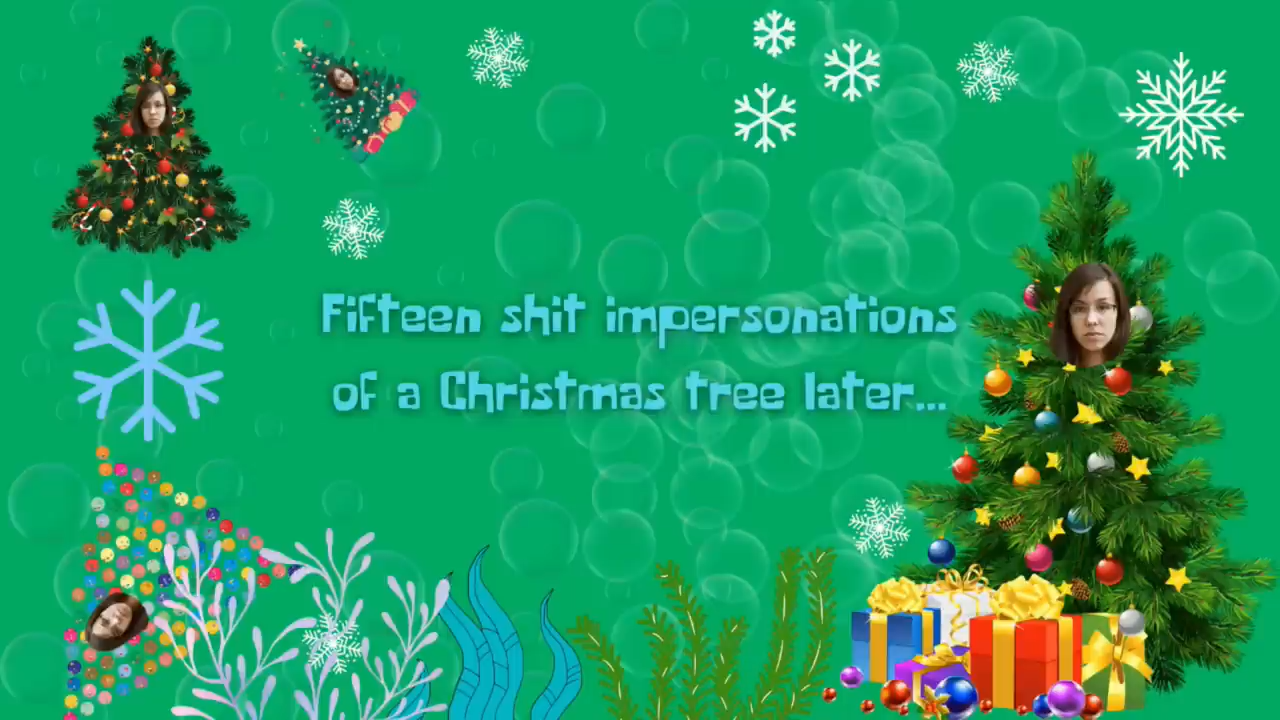 Fifteen shit impersonations
of a Christmas tree later...